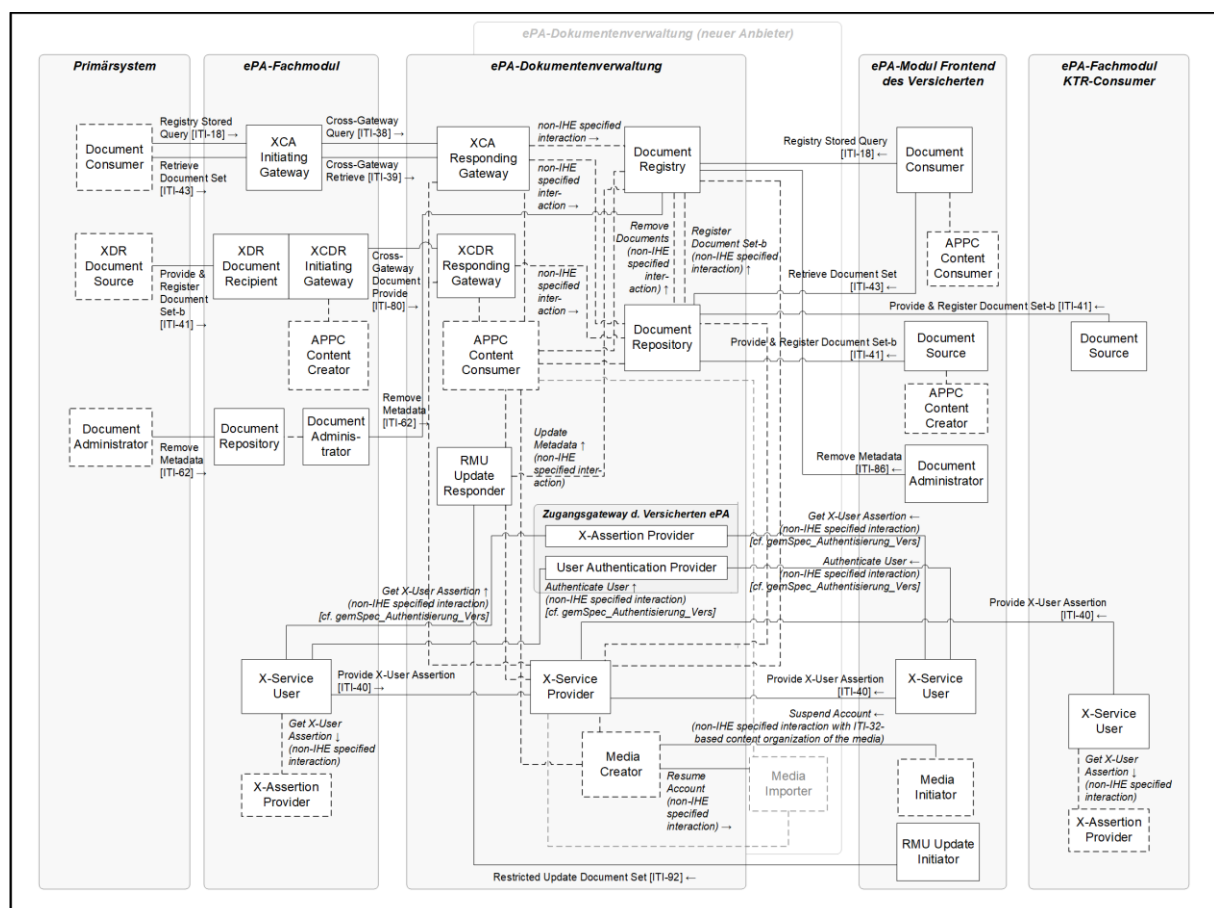 ePA-Dokumentenverwaltung (neuer Anbieter)
Primärsystem
ePA-Fachmodul
ePA-Dokumentenverwaltung
ePA-Modul Frontend
des Versicherten
ePA-Fachmodul
KTR-Consumer
Document
Consumer
Registry Stored
Query [ITI-18] →
Retrieve
Document Set
[ITI-43] →
XCA
Initiating
Gateway
Cross-Gateway
Query [ITI-38] →
Cross-Gateway
Retrieve [ITI-39] →
XCA
Responding
Gateway
non-IHE specified
interaction →
non-IHE
specified
inter-
action →
Document
Registry
Registry Stored Query
[ITI-18] ←
Document
Consumer
APPC
Content
Consumer
XDR
Document
Source
Provide &
Register
Document
Set-b
[ITI-41] →
XDR
Document
Recipient
XCDR
Initiating
Gateway
Cross-
Gateway
Document
Provide
[ITI-80] →
XCDR
Responding
Gateway
non-IHE
specified
inter-
action →
Remove
Documents
(non-IHE
specified
inter-
action) ↑
Register
Document Set-b
(non-IHE specified
interaction) ↑
Retrieve Document Set
[ITI-43] ←
Provide & Register Document Set-b [ITI-41] ←
APPC
Content
Creator
APPC
Content
Consumer
Document
Repository
Provide & Register Document Set-b
[ITI-41] ←
Document
Source
Document
Source
APPC
Content
Creator
Document
Administrator
Remove
Metadata
[ITI-62] →
Document
Repository
Document
Adminis-
trator
Remove
Metadata
[ITI-62] →
RMU
Update
Responder
Update
Metadata ↑
(non-IHE
specified inter-
action)
Remove Metadata
[ITI-86] ←
Document
Administrator
Zugangsgateway d. Versicherten ePA
X-Assertion Provider
User Authentication Provider
Get X-User Assertion ←
(non-IHE specified interaction)
[cf. gemSpec_Authentisierung_Vers]
Authenticate User ←
(non-IHE specified interaction)
[cf. gemSpec_Authentisierung_Vers]
Get X-User Assertion ↑
(non-IHE specified interaction)
[cf. gemSpec_Authentisierung_Vers]
Authenticate User ↑
(non-IHE specified interaction)
[cf. gemSpec_Authentisierung_Vers]
Provide X-User Assertion
[ITI-40] ←
X-Service
User
Provide X-User Assertion
[ITI-40] →
X-Service
Provider
Provide X-User Assertion
[ITI-40] ←
X-Service
User
X-Service
User
Get X-User
Assertion ↓
(non-IHE specified
interaction)
X-Assertion
Provider
Suspend Account ←
(non-IHE specified interaction with ITI-32-
based content organization of the media)
Media
Creator
Resume
Account
(non-IHE
specified
interaction) →
Media
Importer
Media
Initiator
Get X-User
Assertion ↓
(non-IHE specified
interaction)
X-Assertion
Provider
RMU Update
Initiator
Restricted Update Document Set [ITI-92] ←